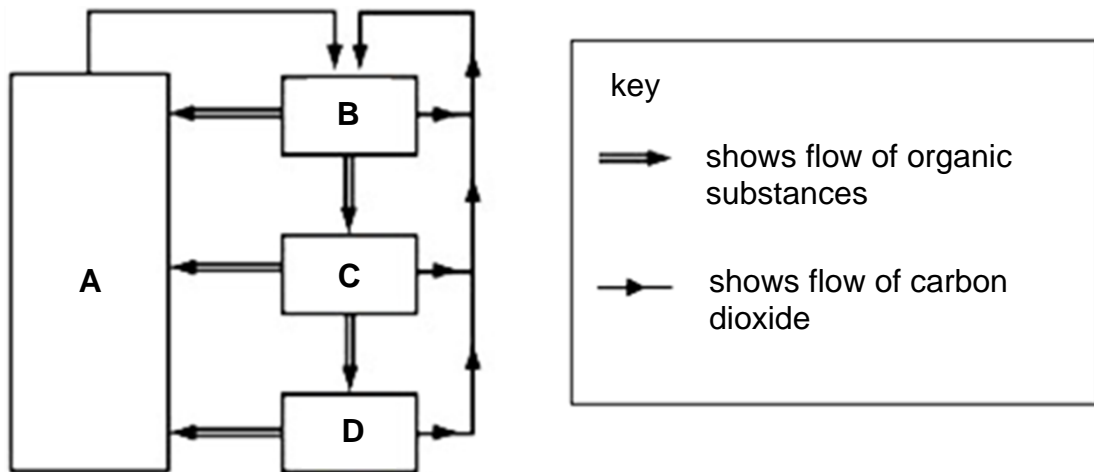 B
A
C
D
key
shows flow of organic
substances
shows flow of carbon
dioxide